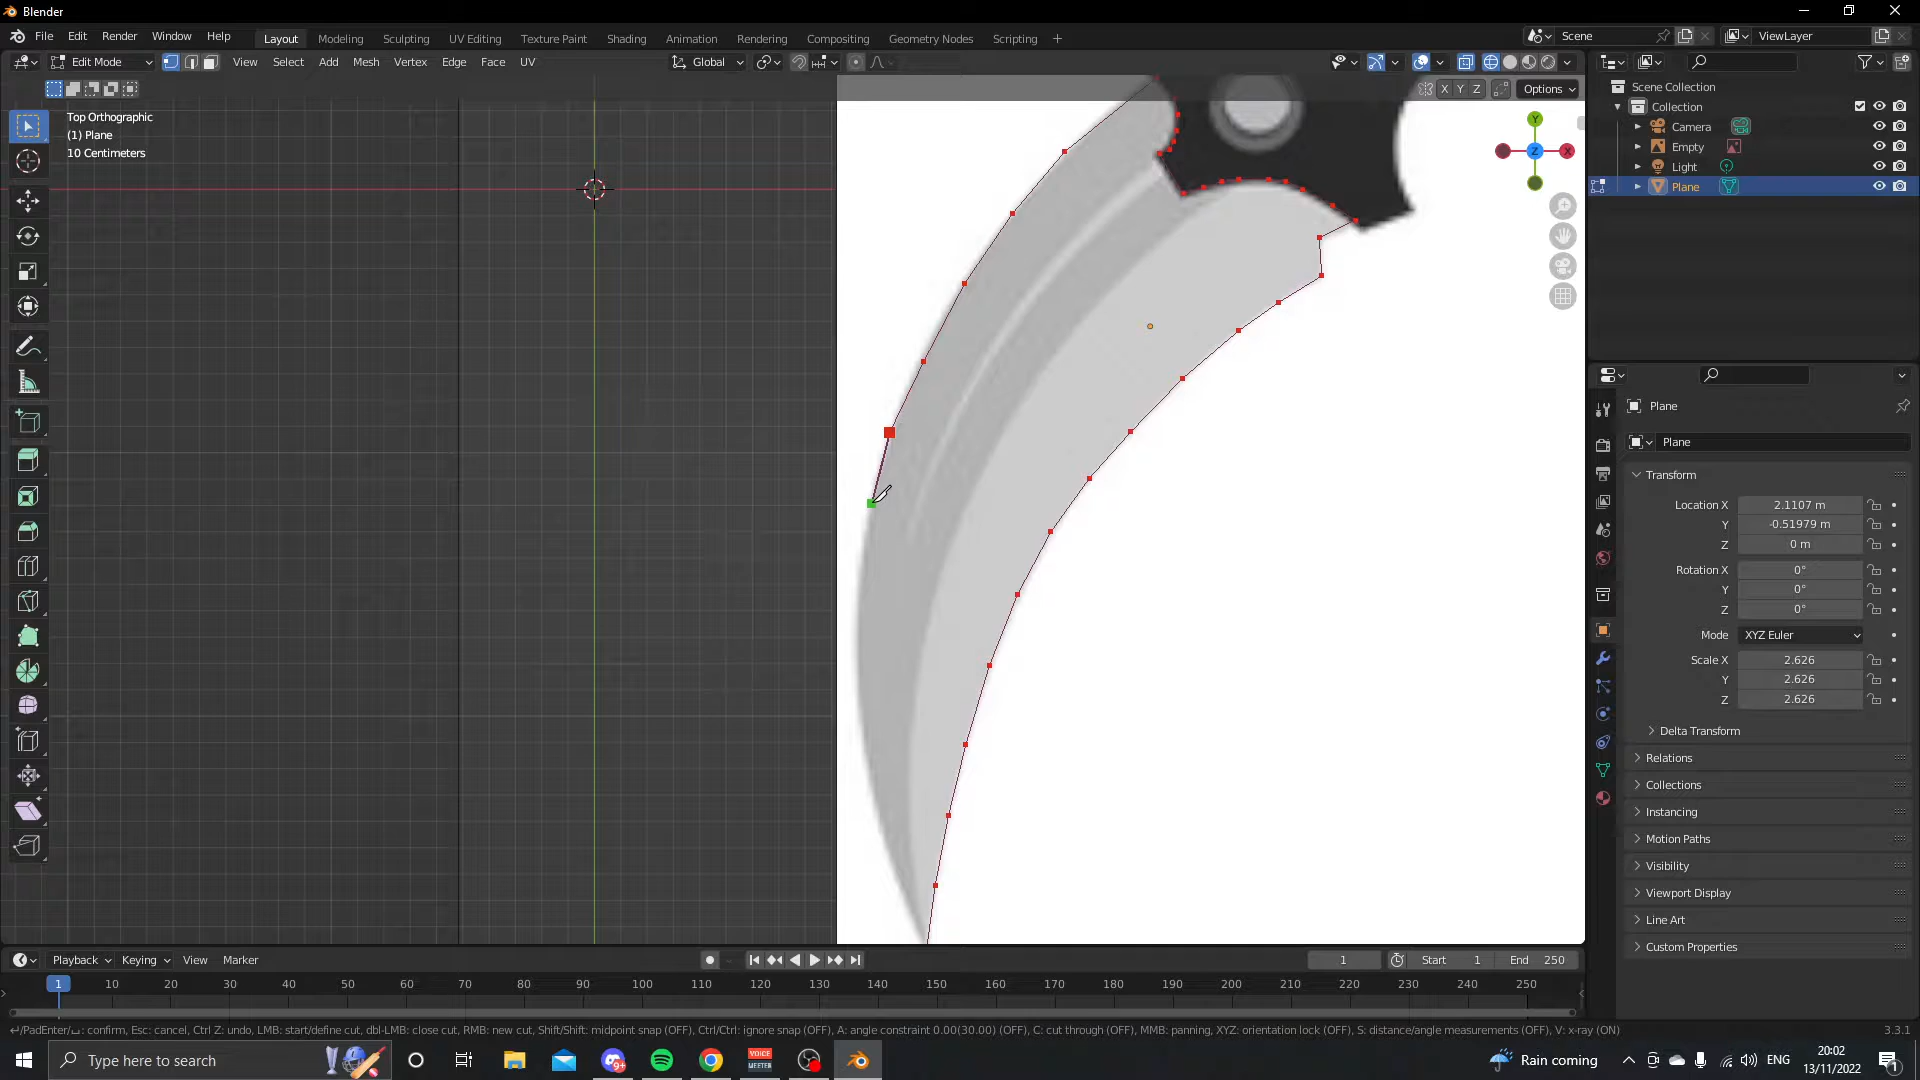 Blender
File Edit Render Window Help
Layout Modeling Sculpting UV Editing Texture Paint Shading Animation Rendering Compositing Geometry Nodes Scripting +
Scene ViewLayer
Edit Mode View Select Add Mesh Vertex Edge Face UV Global
X Y Z Options
Top Orthographic
(1) Plane
10 Centimeters
Y
Z
X
Scene Collection
Collection
Camera
Empty
Light
Plane
Plane
Plane
Transform
Location X 2.1107 m
Y -0.51979 m
Z 0 m
Rotation X 0°
Y 0°
Z 0°
Mode XYZ Euler
Scale X 2.626
Y 2.626
Z 2.626
Delta Transform
Relations
Collections
Instancing
Motion Paths
Visibility
Viewport Display
Line Art
Custom Properties
Playback Keying View Marker 1 Start 1 End 250
1 10 20 30 40 50 60 70 80 90 100 110 120 130 140 150 160 170 180 190 200 210 220 230 240 250
↵/PadEnter/⎵: confirm, Esc: cancel, Ctrl Z: undo, LMB: start/define cut, dbl-LMB: close cut, RMB: new cut, Shift/Shift: midpoint snap (OFF), Ctrl/Ctrl: ignore snap (OFF), A: angle constraint 0.00(30.00) (OFF), C: cut through (OFF), MMB: panning, XYZ: orientation lock (OFF), S: distance/angle measurements (OFF), V: x-ray (ON)
3.3.1
Type here to search
9+
VOICE
MEETER
Rain coming
ENG
20:02
13/11/2022
1